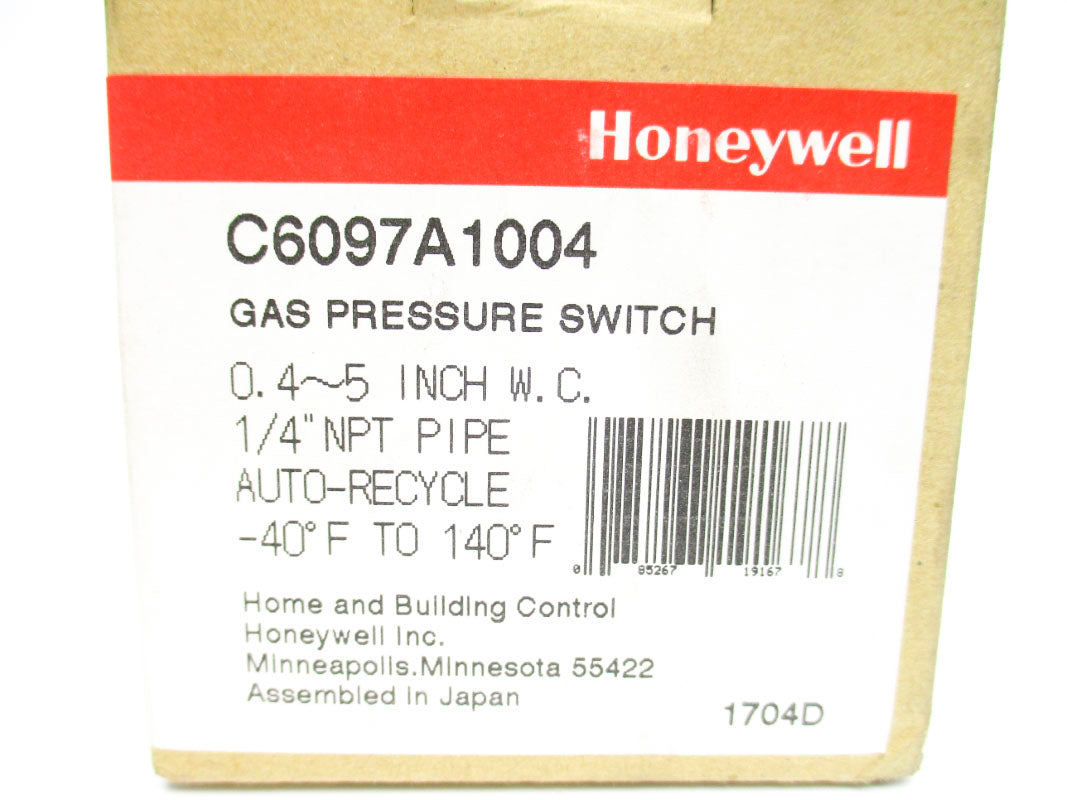 Honeywell
C6097A1004
GAS PRESSURE SWITCH
0.4~5 INCH W.C.
1/4"NPT PIPE
AUTO-RECYCLE
-40°F TO 140°F
0 85267 19167 8
Home and Building Control
Honeywell Inc.
Minneapolis.Minnesota 55422
Assembled in Japan
1704D